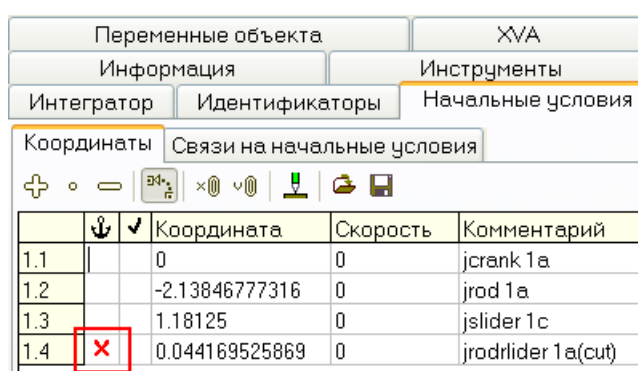 Переменные объекта XVA
Информация Инструменты
Интегратор Идентификаторы Начальные условия
Координаты Связи на начальные условия
×0 v0
Координата Скорость Комментарий
1.1 0 0 jcrank 1a
1.2 -2.13846777316 0 jrod 1a
1.3 1.18125 0 jslider 1c
1.4 0.044169525869 0 jrodrlider 1a(cut)